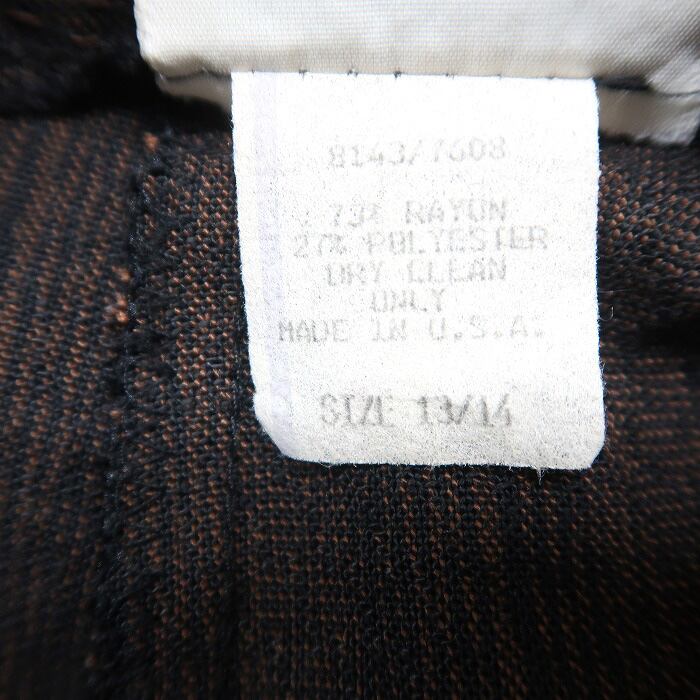 8143/7608
73% RAYON
27% POLYESTER
DRY CLEAN
ONLY
MADE IN U.S.A.
SIZE 13/14